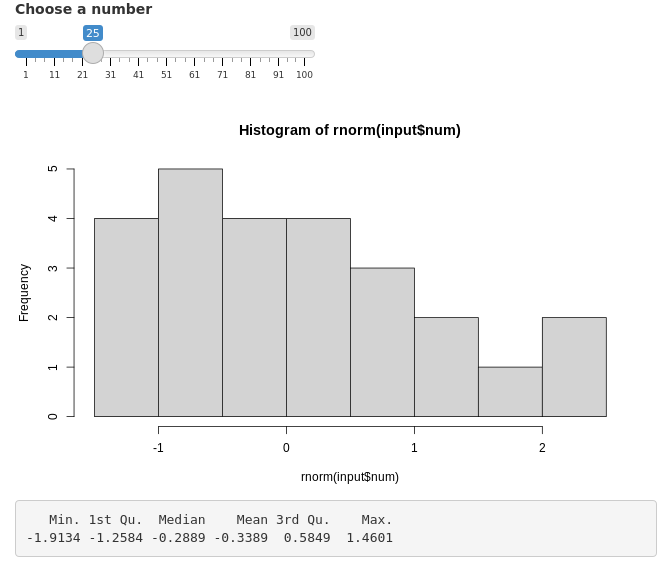 Choose a number
1 25 100
1 11 21 31 41 51 61 71 81 91 100
Histogram of rnorm(input$num)
5
4
3
2
1
0
Frequency
-1 0 1 2
rnorm(input$num)
Min. 1st Qu. Median Mean 3rd Qu. Max.
-1.9134 -1.2584 -0.2889 -0.3389 0.5849 1.4601